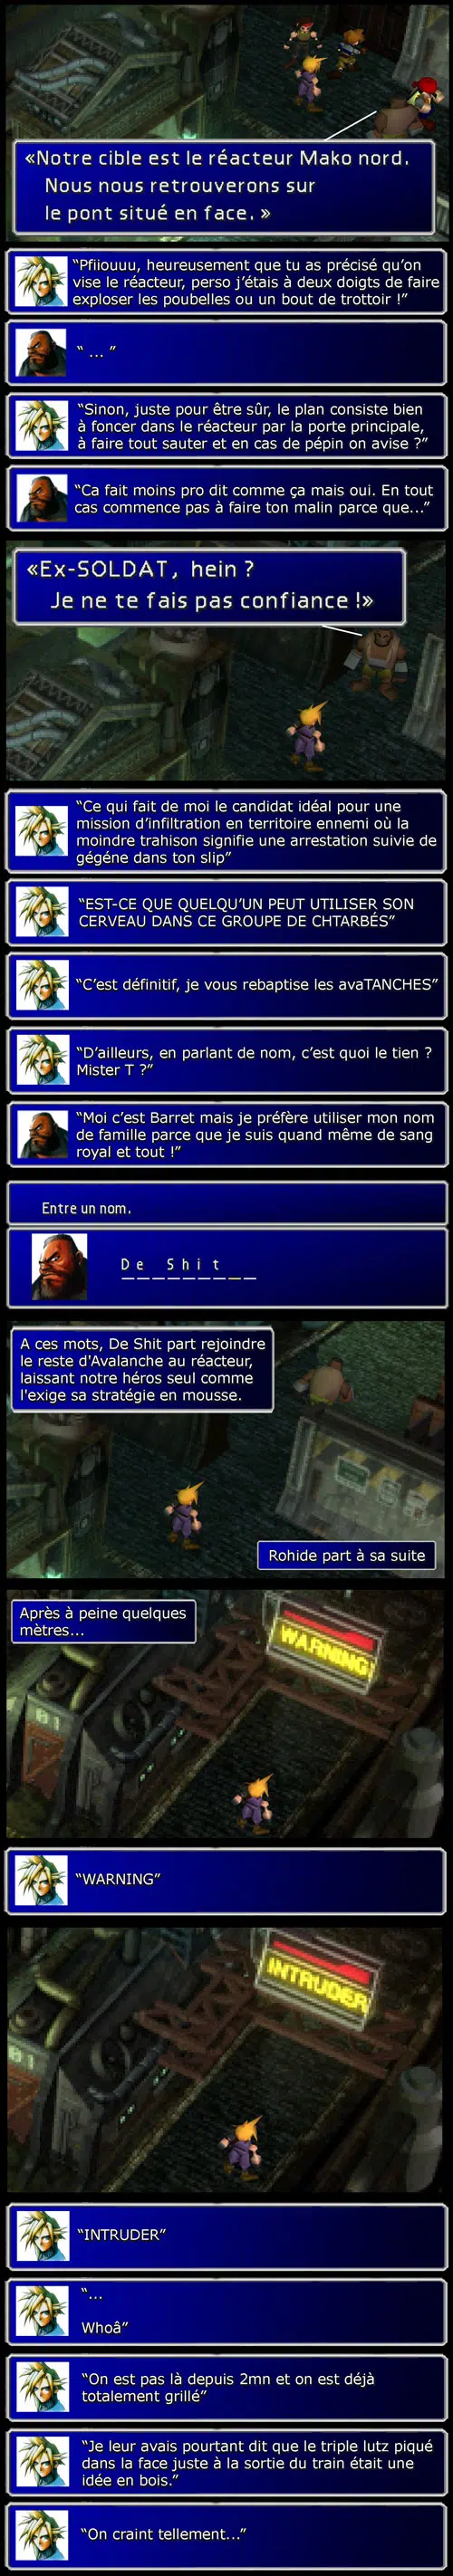 «Notre cible est le réacteur Mako nord.
Nous nous retrouverons sur
le pont situé en face. »
“Pfiiouuu, heureusement que tu as précisé qu’on
vise le réacteur, perso j’étais à deux doigts de faire
exploser les poubelles ou un bout de trottoir !”
“ ... ”
“Sinon, juste pour être sûr, le plan consiste bien
à foncer dans le réacteur par la porte principale,
à faire tout sauter et en cas de pépin on avise ?”
“Ca fait moins pro dit comme ça mais oui. En tout
cas commence pas à faire ton malin parce que...”
«Ex-SOLDAT, hein ?
Je ne te fais pas confiance !»
“Ce qui fait de moi le candidat idéal pour une
mission d’infiltration en territoire ennemi où la
moindre trahison signifie une arrestation suivie de
gégéne dans ton slip”
“EST-CE QUE QUELQU’UN PEUT UTILISER SON
CERVEAU DANS CE GROUPE DE CHTARBÉS”
“C’est définitif, je vous rebaptise les avaTANCHES”
“D’ailleurs, en parlant de nom, c’est quoi le tien ?
Mister T ?”
“Moi c’est Barret mais je préfère utiliser mon nom
de famille parce que je suis quand même de sang
royal et tout !”
Entre un nom.
De Shit
A ces mots, De Shit part rejoindre
le reste d'Avalanche au réacteur,
laissant notre héros seul comme
l'exige sa stratégie en mousse.
Rohide part à sa suite
Après à peine quelques
mètres...
WARNING
“WARNING”
INTRUDER
“INTRUDER”
“...
Whoâ”
“On est pas là depuis 2mn et on est déjà
totalement grillé”
“Je leur avais pourtant dit que le triple lutz piqué
dans la face juste à la sortie du train était une
idée en bois.”
“On craint tellement...”